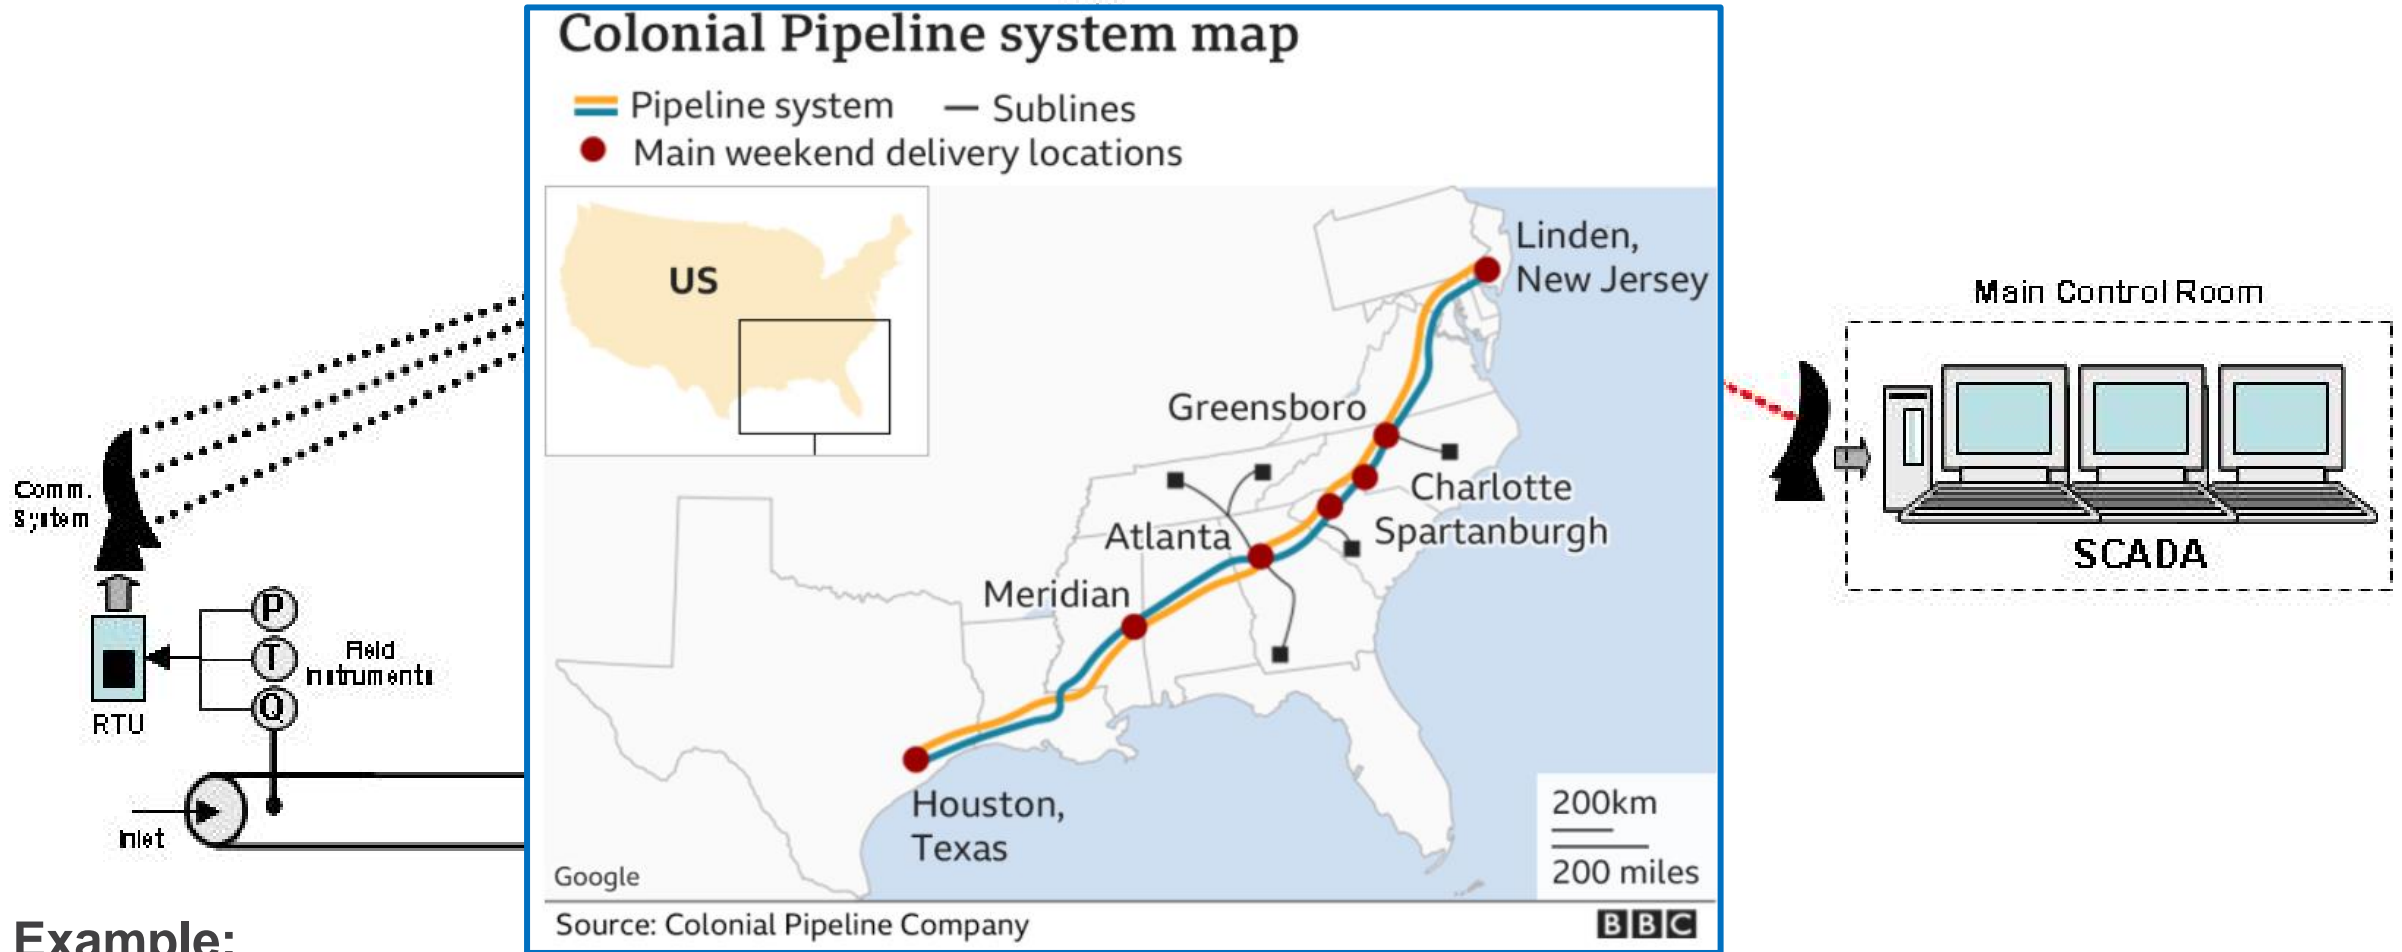 Colonial Pipeline system map
Pipeline system
Sublines
Main weekend delivery locations
US
Linden,
New Jersey
Greensboro
Charlotte
Spartanburgh
Atlanta
Meridian
Houston,
Texas
200km
200 miles
Google
Source: Colonial Pipeline Company
BBC
Comm.
System
P
T
Q
Field
Instruments
RTU
Inlet
Main Control Room
SCADA
Example: